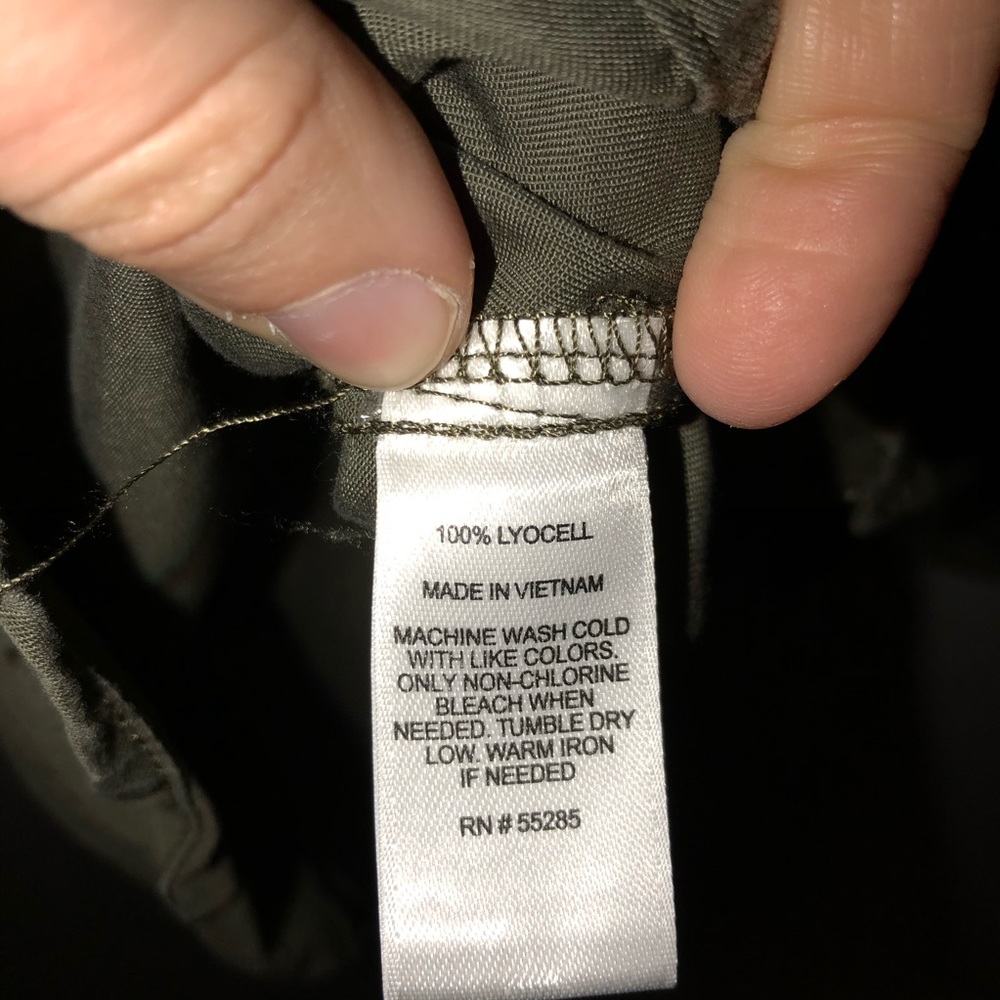 100% LYOCELL
MADE IN VIETNAM
MACHINE WASH COLD
WITH LIKE COLORS.
ONLY NON-CHLORINE
BLEACH WHEN
NEEDED. TUMBLE DRY
LOW. WARM IRON
IF NEEDED
RN # 55285